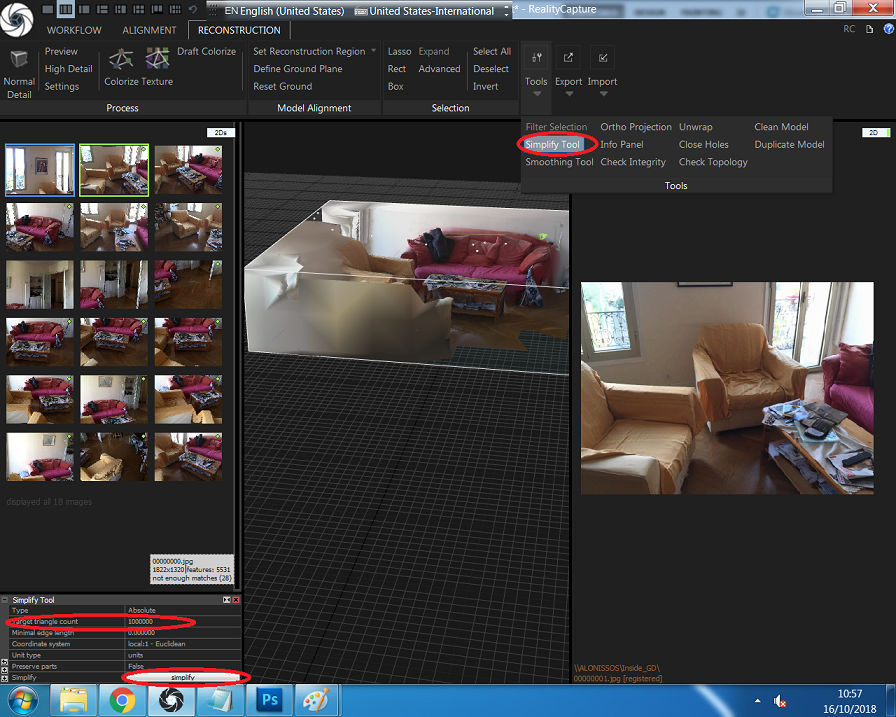 EN English (United States) United States-International * - RealityCapture
WORKFLOW ALIGNMENT RECONSTRUCTION RC
Preview
High Detail
Settings
Normal
Detail
Colorize Texture
Draft Colorize
Process
Set Reconstruction Region
Define Ground Plane
Reset Ground
Model Alignment
Lasso Expand Select All
Rect Advanced Deselect
Box Invert
Selection
Tools Export Import
Filter Selection Ortho Projection Unwrap Clean Model
Simplify Tool Info Panel Close Holes Duplicate Model
Smoothing Tool Check Integrity Check Topology
Tools
2Ds
2D
displayed all 18 images
00000000.jpg
1822x1320 features: 5531
not enough matches (28)
Simplify Tool
Type Absolute
Target triangle count 1000000
Minimal edge length 0.000000
Coordinate system local:1 - Euclidean
Unit type units
Preserve parts False
Simplify simplify
\\ALONISSOS\Inside_GD\
00000001.jpg [registered]
Ps
10:57
16/10/2018